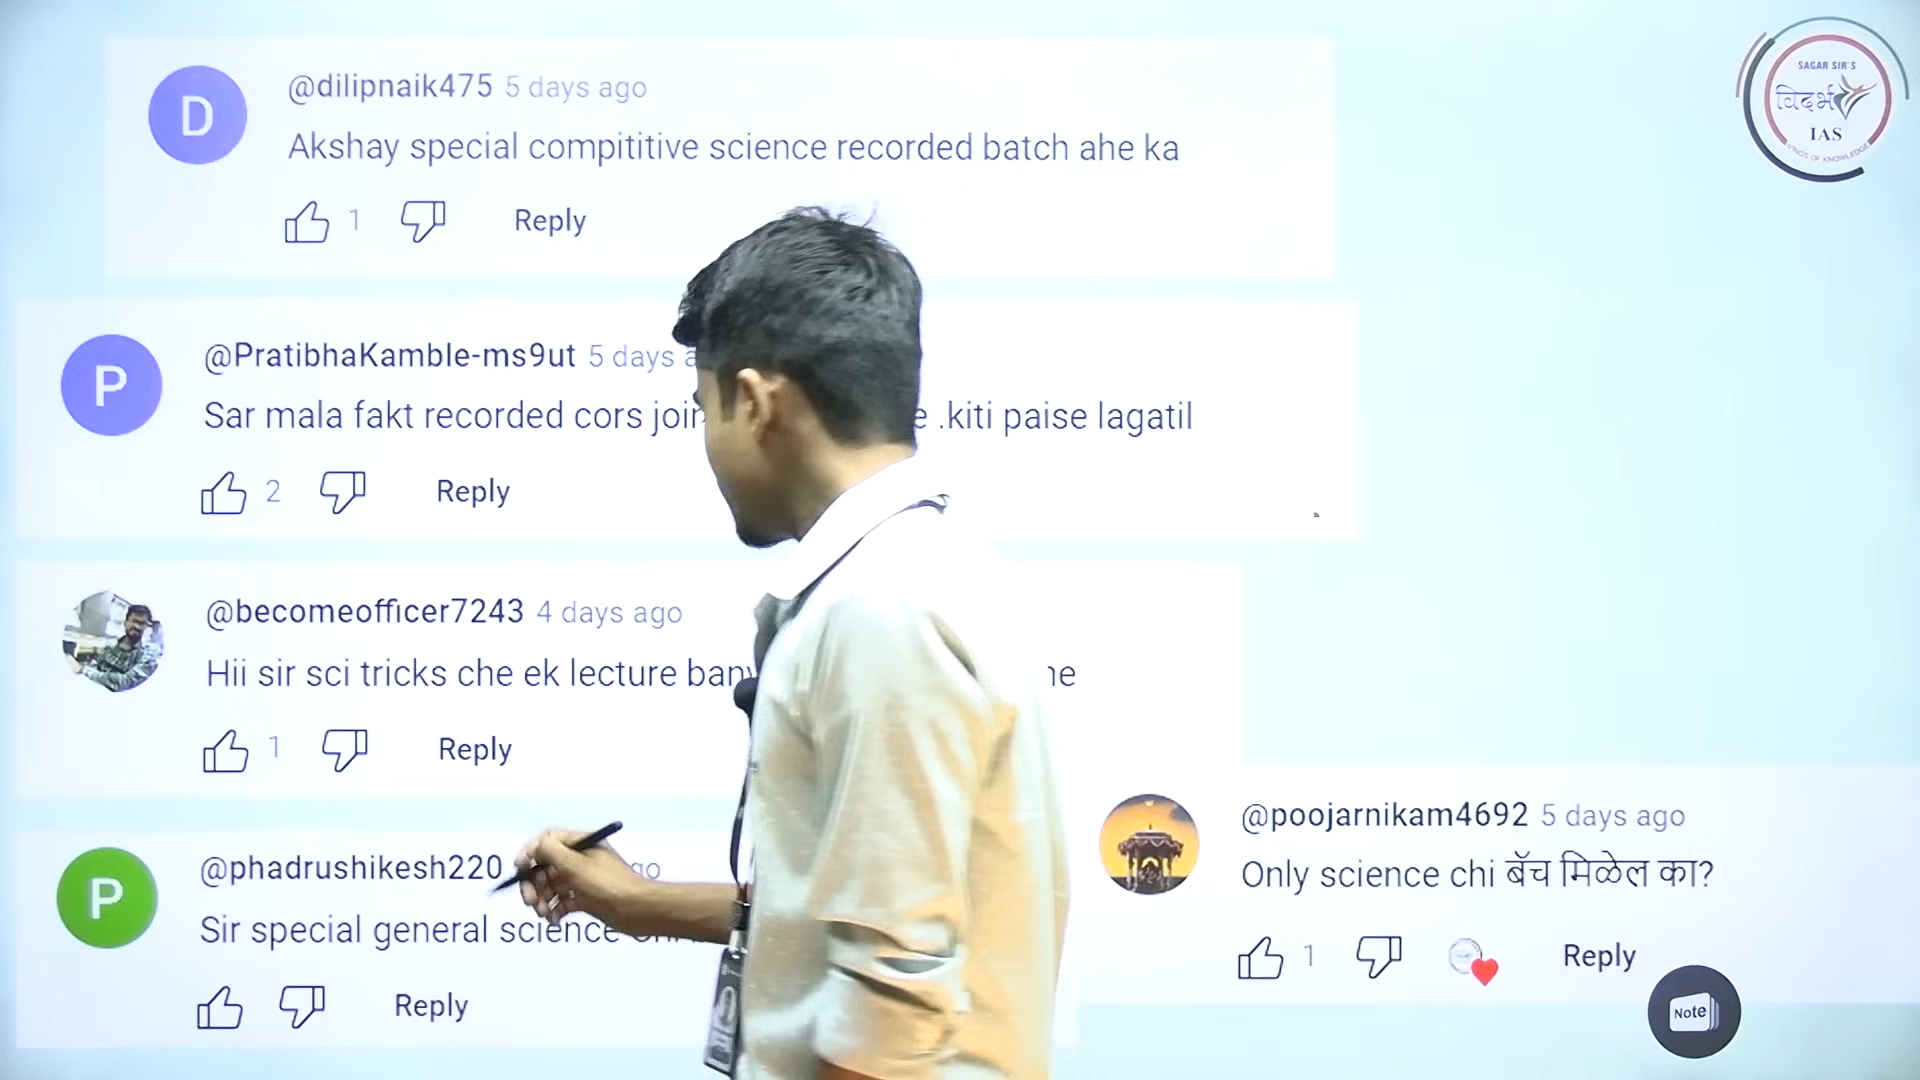 SAGAR SIR'S
विदर्भ
IAS
WINGS OF KNOWLEDGE
D
@dilipnaik475 5 days ago
Akshay special compititive science recorded batch ahe ka
1 Reply
P
@PratibhaKamble-ms9ut 5 days
Sar mala fakt recorded cors .kiti paise lagatil
2 Reply
@becomeofficer7243 4 days ago
Hii sir sci tricks che ek lecture
1 Reply
P
@phadrushikesh220
Sir special general science
Reply
@poojarnikam4692 5 days ago
Only science chi बॅच मिळेल का?
1 Reply
Note